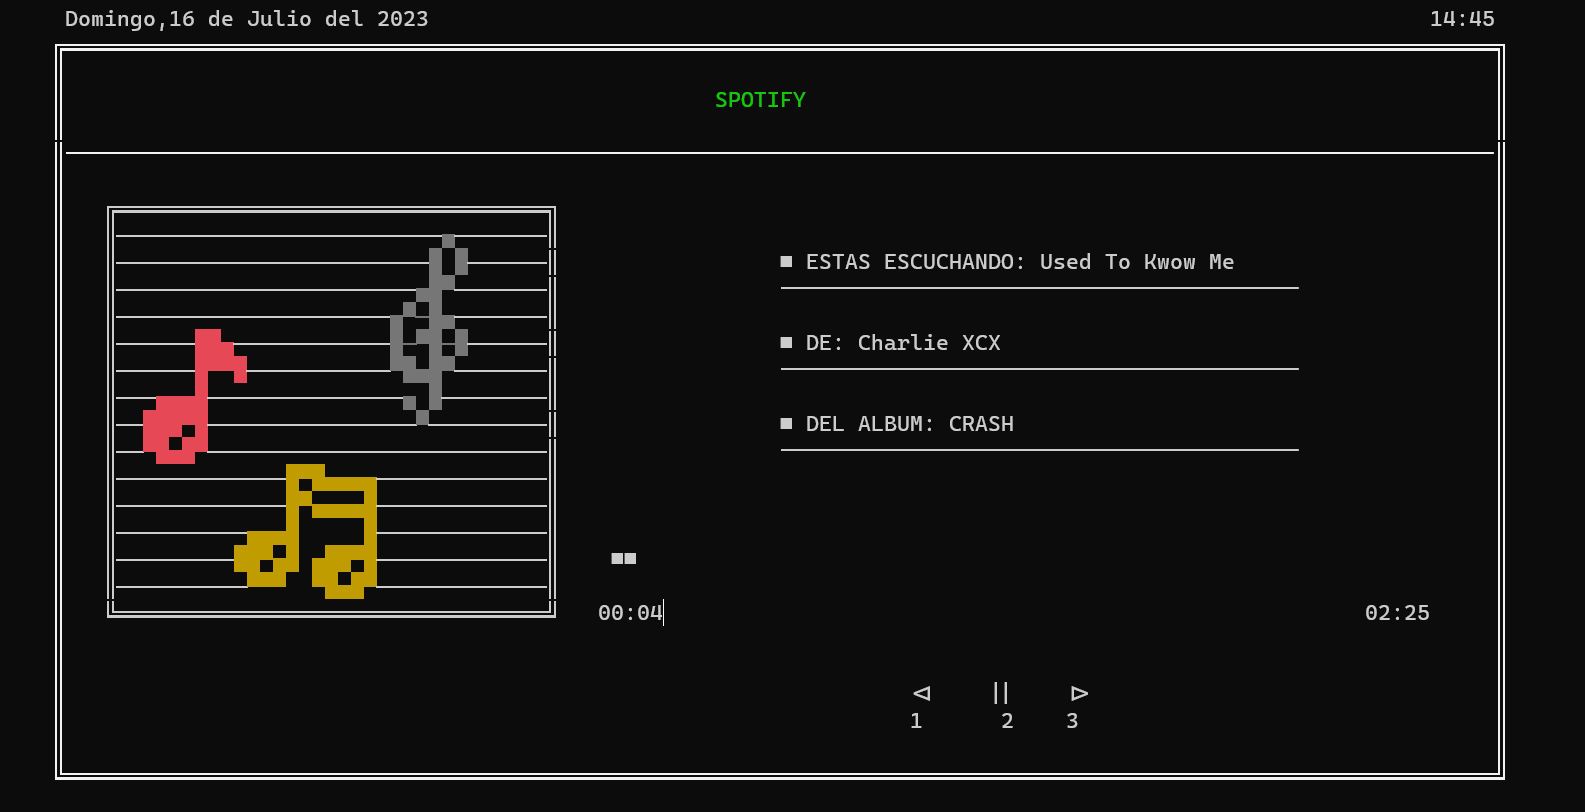 Domingo,16 de Julio del 2023 14:45
SPOTIFY
■ ESTAS ESCUCHANDO: Used To Kwow Me
■ DE: Charlie XCX
■ DEL ALBUM: CRASH
00:04 02:25
⊲ || ⊳
1 2 3